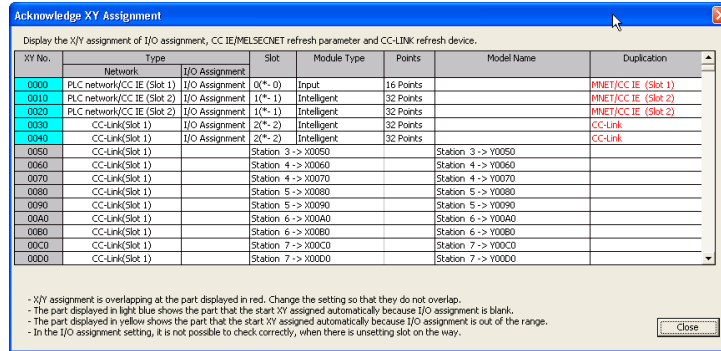 Acknowledge XY Assignment
Display the X/Y assignment of I/O assignment, CC IE/MELSECNET refresh parameter and CC-LINK refresh device.
XY No. Type Slot Module Type Points Model Name Duplication
Network I/O Assignment
0000 PLC network/CC IE (Slot 1) I/O Assignment 0(*- 0) Input 16 Points MNET/CC IE (Slot 1)
0010 PLC network/CC IE (Slot 2) I/O Assignment 1(*- 1) Intelligent 32 Points MNET/CC IE (Slot 2)
0020 PLC network/CC IE (Slot 2) I/O Assignment 1(*- 1) Intelligent 32 Points MNET/CC IE (Slot 2)
0030 CC-Link(Slot 1) I/O Assignment 2(*- 2) Intelligent 32 Points CC-Link
0040 CC-Link(Slot 1) I/O Assignment 2(*- 2) Intelligent 32 Points CC-Link
0050 CC-Link(Slot 1) Station 3 -> X0050 Station 3 -> Y0050
0060 CC-Link(Slot 1) Station 4 -> X0060 Station 4 -> Y0060
0070 CC-Link(Slot 1) Station 4 -> X0070 Station 4 -> Y0070
0080 CC-Link(Slot 1) Station 5 -> X0080 Station 5 -> Y0080
0090 CC-Link(Slot 1) Station 5 -> X0090 Station 5 -> Y0090
00A0 CC-Link(Slot 1) Station 6 -> X00A0 Station 6 -> Y00A0
00B0 CC-Link(Slot 1) Station 6 -> X00B0 Station 6 -> Y00B0
00C0 CC-Link(Slot 1) Station 7 -> X00C0 Station 7 -> Y00C0
00D0 CC-Link(Slot 1) Station 7 -> X00D0 Station 7 -> Y00D0
- X/Y assignment is overlapping at the part displayed in red. Change the setting so that they do not overlap.
- The part displayed in light blue shows the part that the start XY assigned automatically because I/O assignment is blank.
- The part displayed in yellow shows the part that the start XY assigned automatically because I/O assignment is out of the range.
- In the I/O assignment setting, it is not possible to check correctly, when there is unsetting slot on the way.
Close